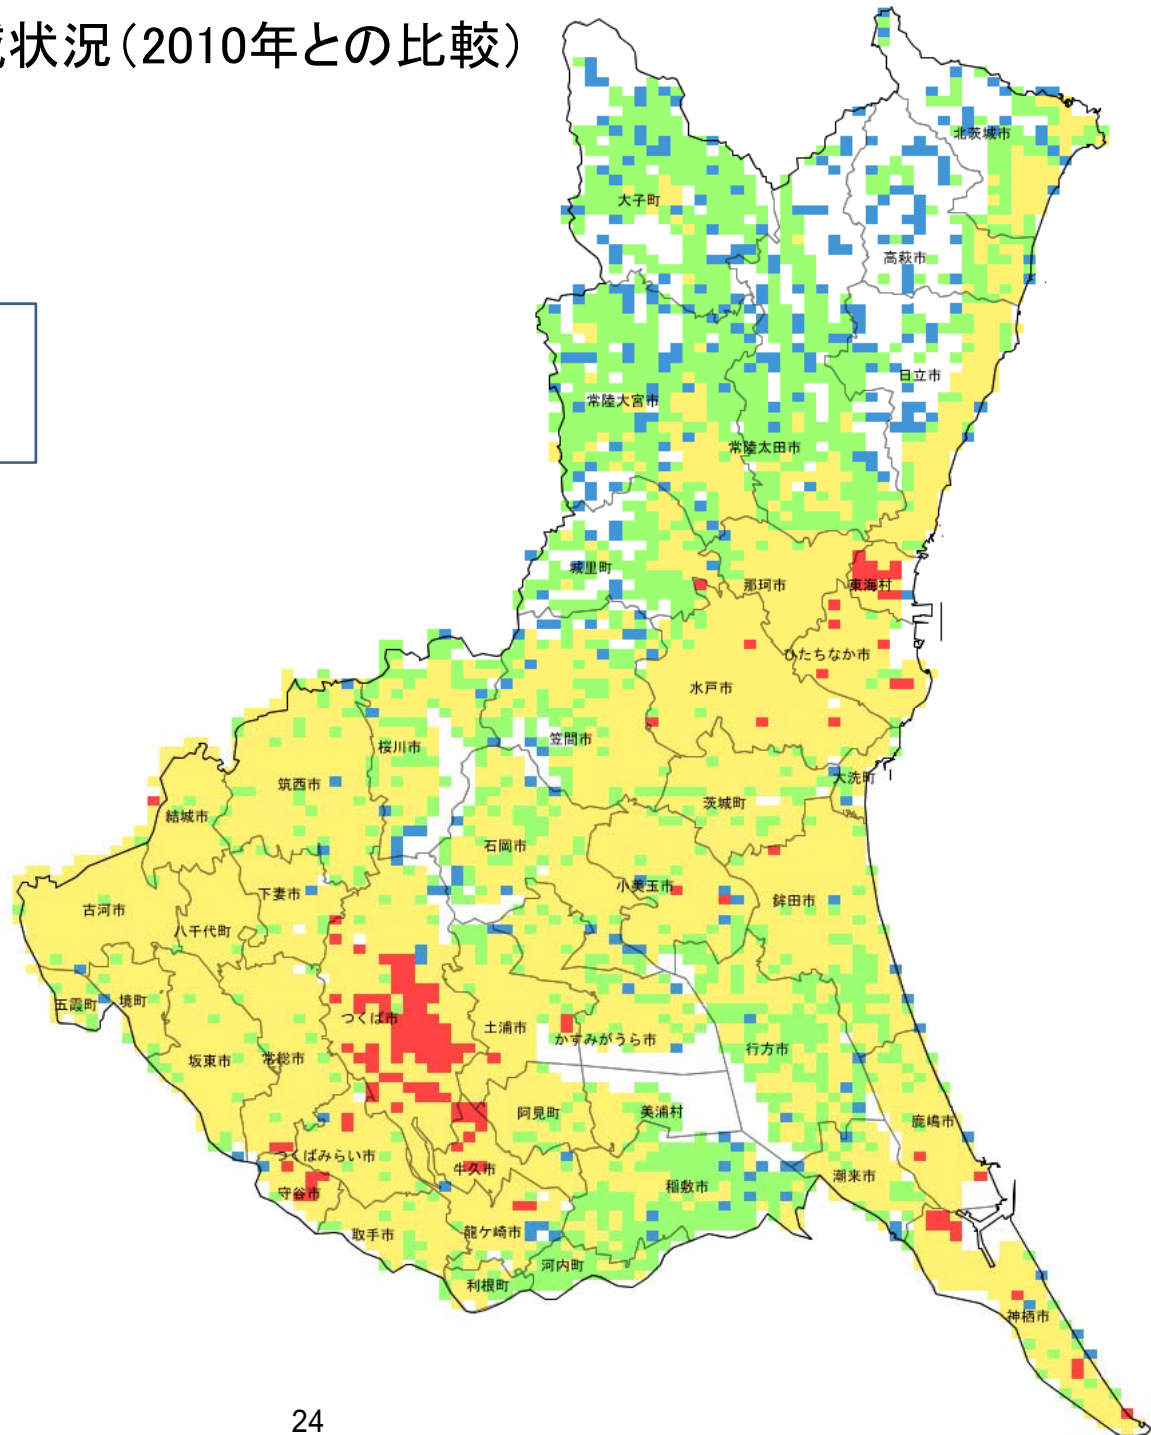 状況（2010年との比較）
北茨城市
大子町
高萩市
日立市
常陸大宮市
常陸太田市
城里町
那珂市
東海村
ひたちなか市
水戸市
笠間市
桜川市
大洗町
筑西市
茨城町
結城市
石岡市
小美玉市
下妻市
鉾田市
古河市
八千代町
五霞町
境町
つくば市
土浦市
かすみがうら市
行方市
坂東市
常総市
阿見町
美浦村
鹿嶋市
つくばみらい市
牛久市
潮来市
稲敷市
守谷市
取手市
龍ケ崎市
河内町
利根町
神栖市
24